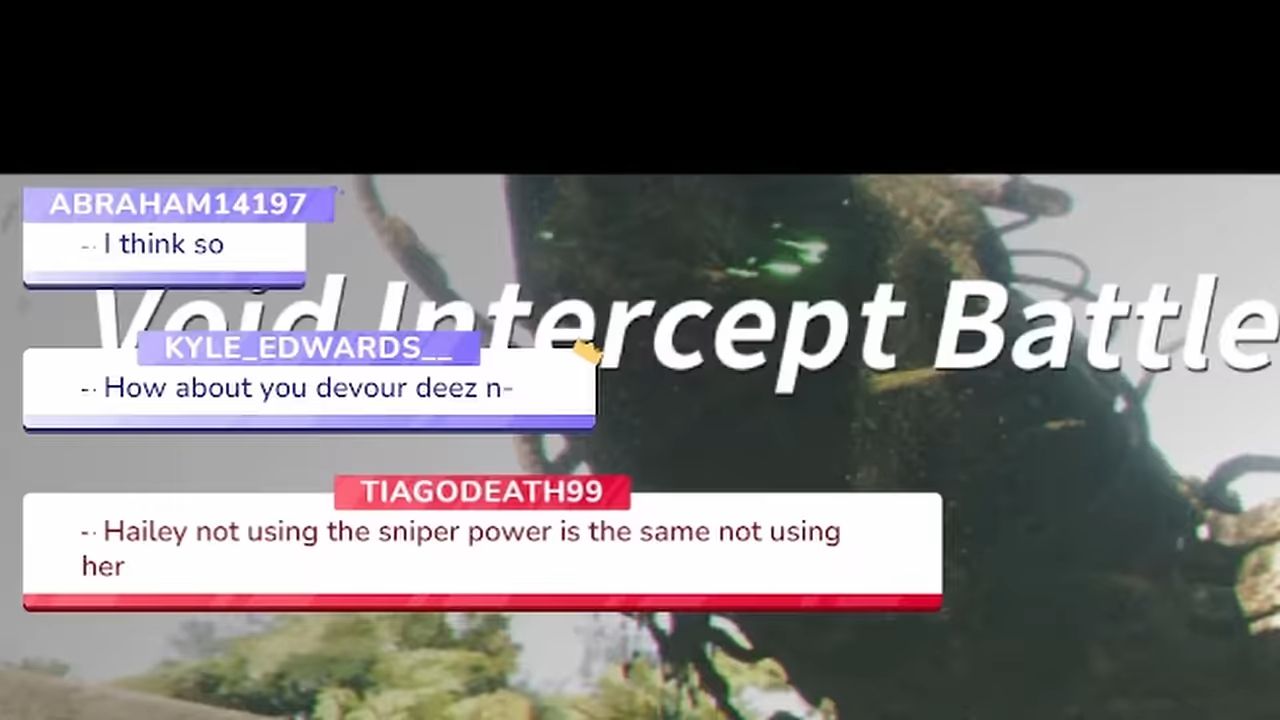 ABRAHAM14197
-· I think so
Void Intercept Battle
KYLE_EDWARDS__
-· How about you devour deez n-
TIAGODEATH99
-· Hailey not using the sniper power is the same not using
her